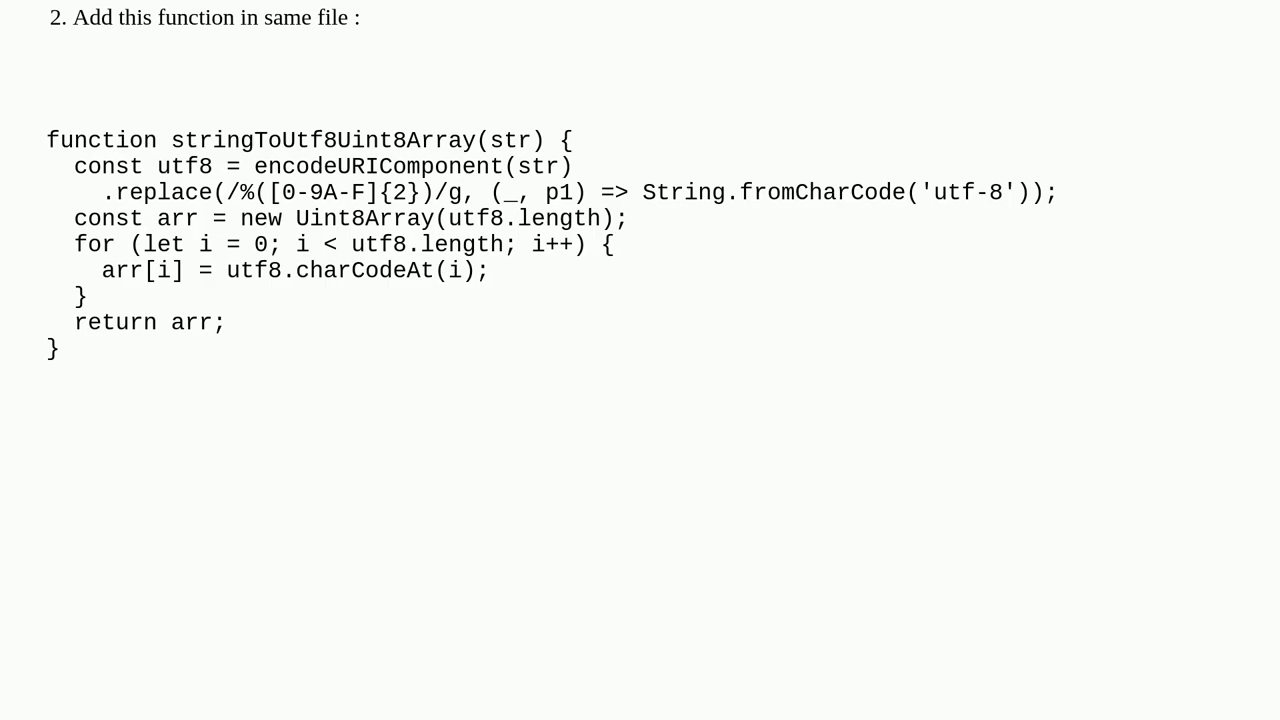 2. Add this function in same file :
function stringToUtf8Uint8Array(str) {
  const utf8 = encodeURIComponent(str)
    .replace(/%([0-9A-F]{2})/g, (_, p1) => String.fromCharCode('utf-8'));
  const arr = new Uint8Array(utf8.length);
  for (let i = 0; i < utf8.length; i++) {
    arr[i] = utf8.charCodeAt(i);
  }
  return arr;
}